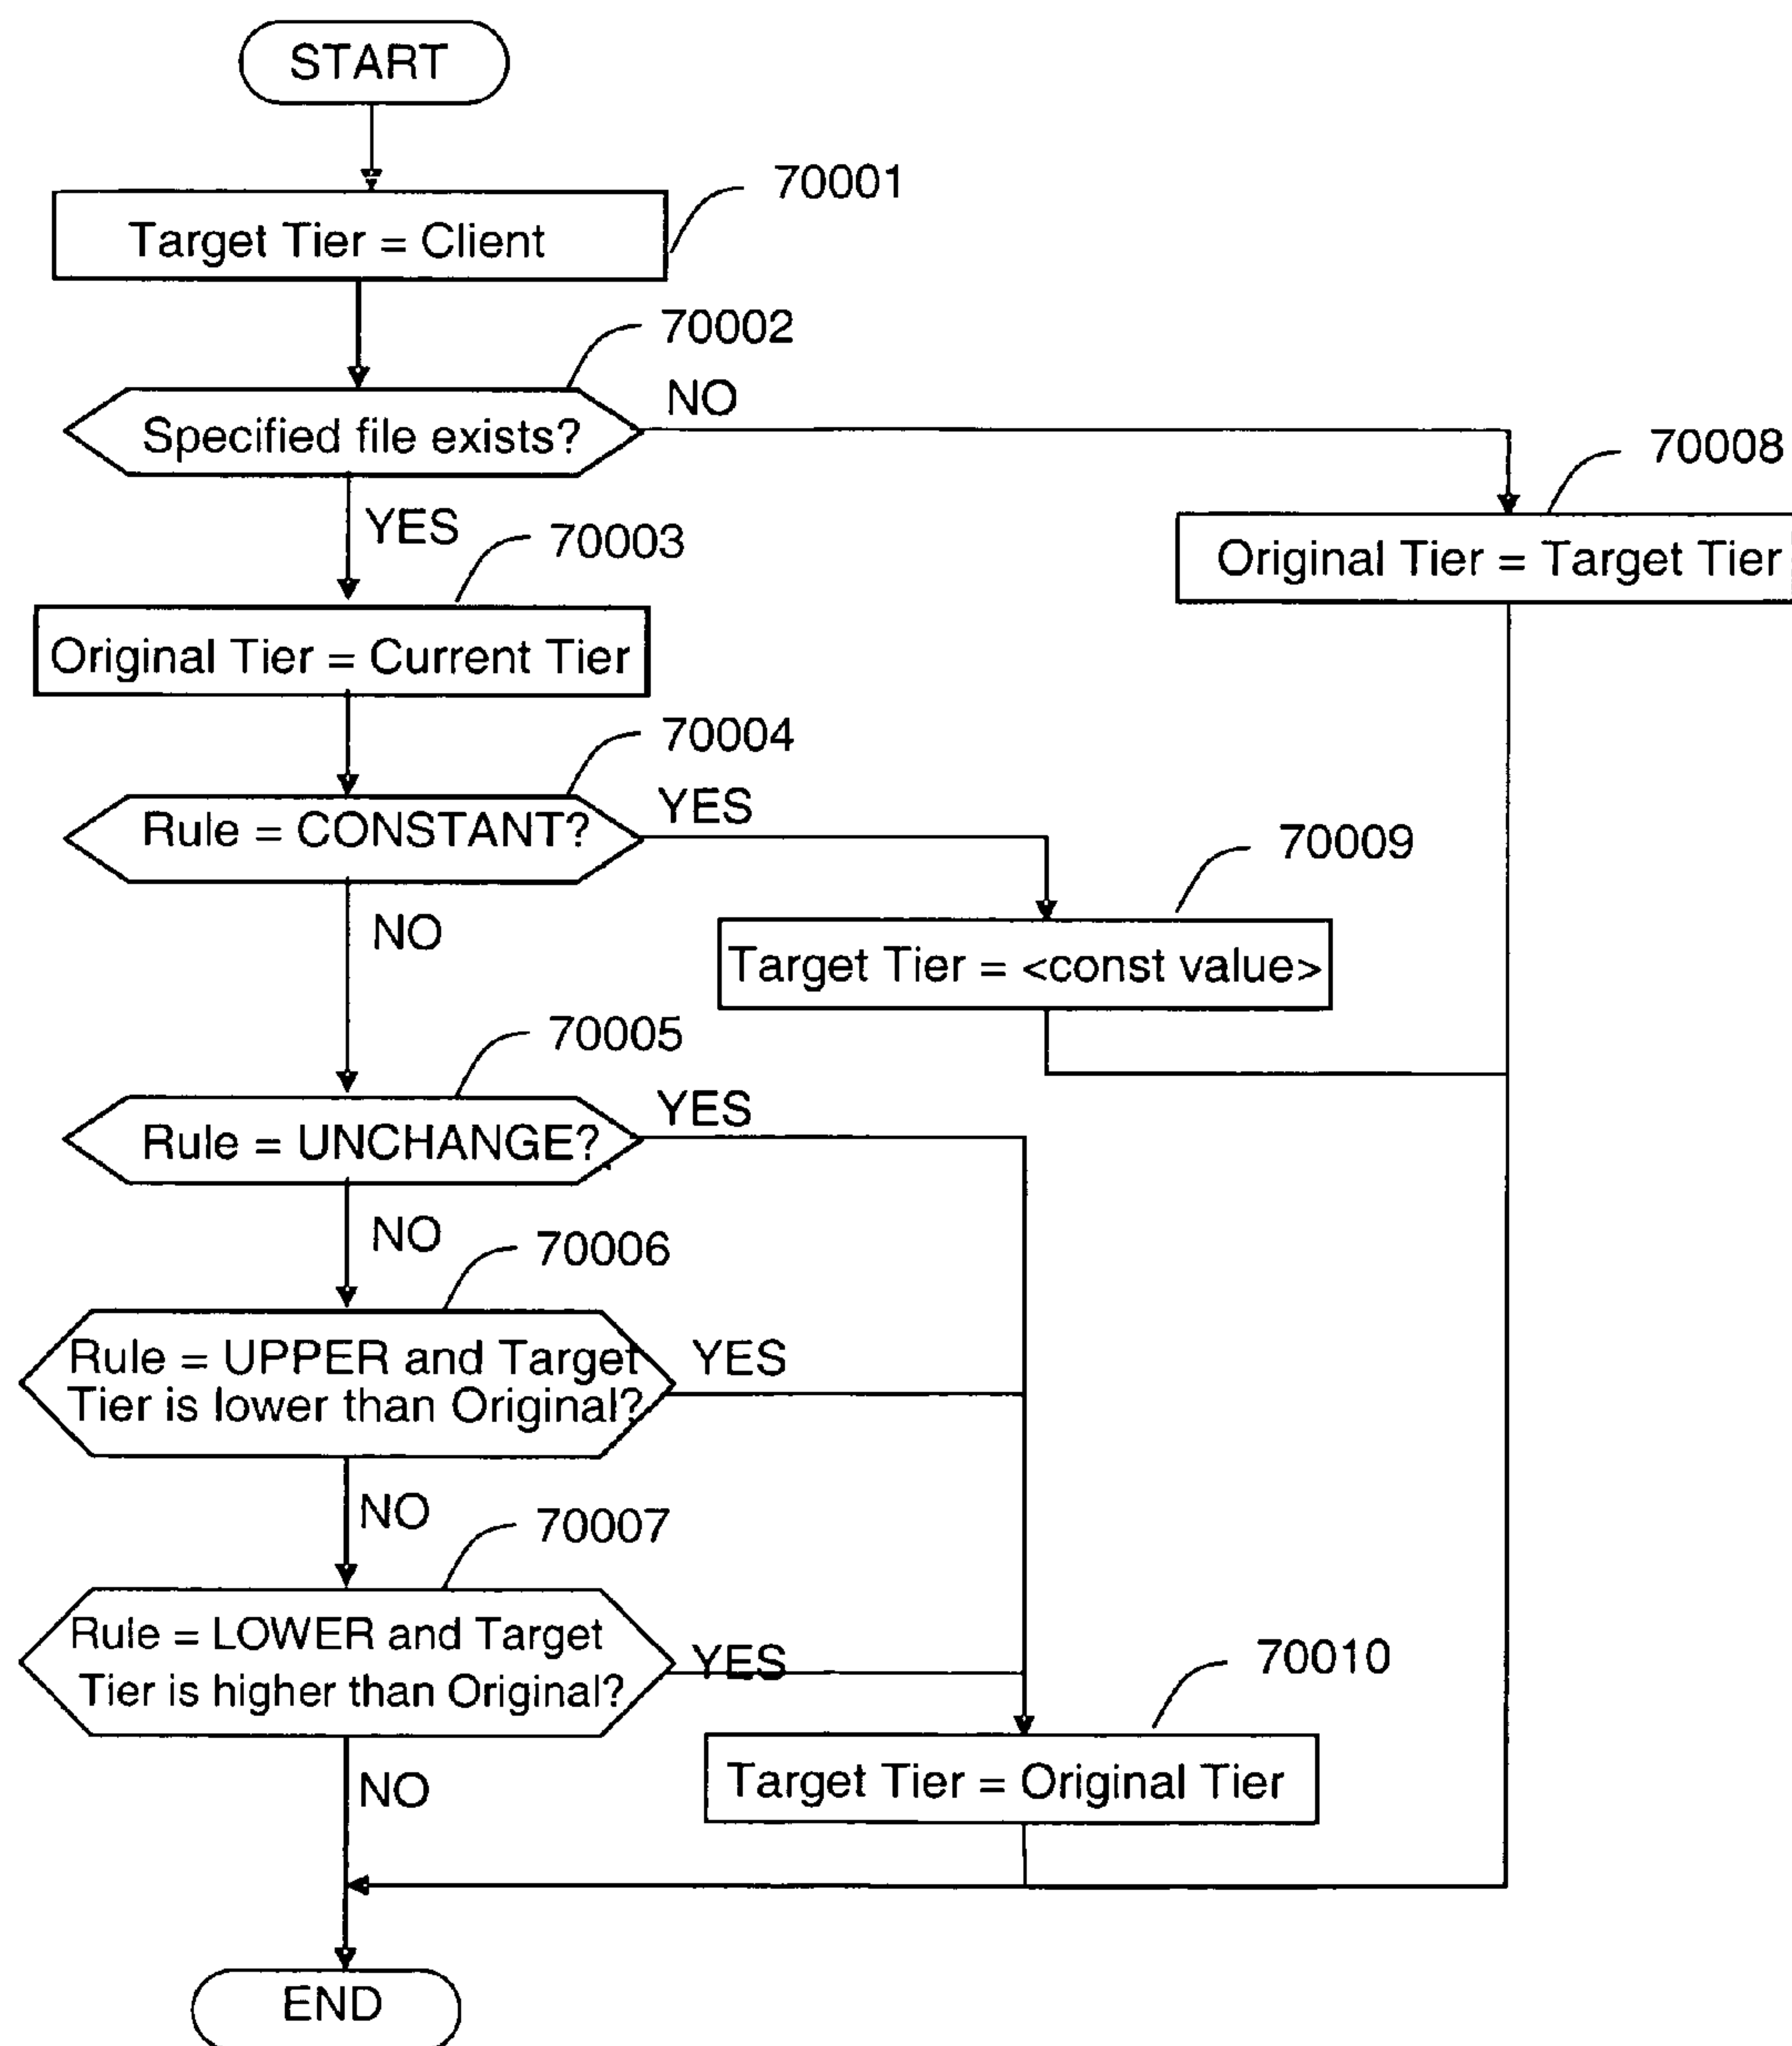 START
70001
Target Tier = Client
70002
NO
Specified file exists?
70008
YES
70003
Original Tier = Target Tier
Original Tier = Current Tier
70004
YES
Rule = CONSTANT?
70009
NO
Target Tier = <const value>
70005
YES
Rule = UNCHANGE?
NO
70006
Rule = UPPER and Target
Tier is lower than Original?
YES
NO
70007
Rule = LOWER and Target
Tier is higher than Original?
YES
70010
Target Tier = Original Tier
NO
END